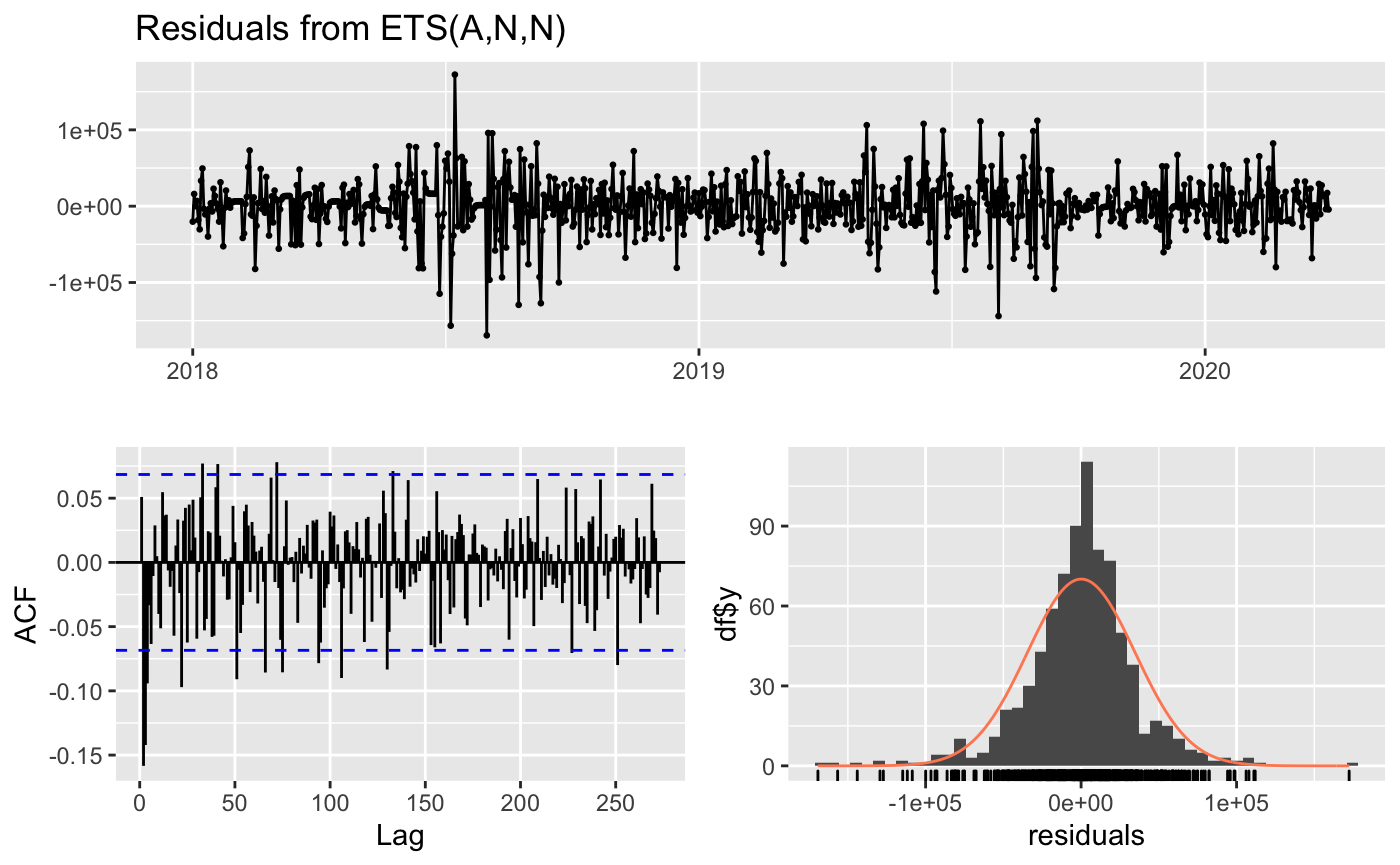 Residuals from ETS(A,N,N)
1e+05
0e+00
-1e+05
2018 2019 2020
ACF
0.05
0.00
-0.05
-0.10
-0.15
0 50 100 150 200 250
Lag
df$y
90
60
30
0
-1e+05 0e+00 1e+05
residuals